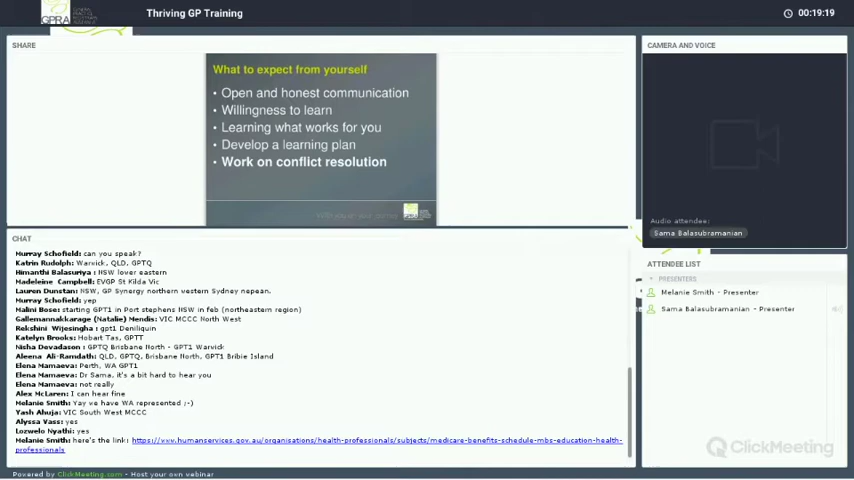 GPRA
Thriving GP Training
00:19:19
SHARE
What to expect from yourself
• Open and honest communication
• Willingness to learn
• Learning what works for you
• Develop a learning plan
• Work on conflict resolution
CAMERA AND VOICE
Audio attendee:
Sama Balasubramanian
CHAT
Murray Schofield: can you speak?
Katrin Rudolph: Warwick, QLD, GPTQ
Himanthi Balasuriya : NSW lover eastern
Madeleine Campbell: EVGP St Kilda Vic
Lauren Dunstan: NSW, GP Synergy northern vestern Sydney nepean.
Murray Schofield: yep
Malini Bose: starting GPT1 in Port stephens NSW in feb (northeastern region)
Gallemannakkarage (Natalie) Mendis: VIC MCCC North West
Rekshini Wijesingha : gpt1 Deniliquin
Katelyn Brooks: Hobart Tas, GPTT
Nisha Devadason: GPTQ Brisbane North - GPT1 Warwick
Aleena Ali-Ramdath: QLD, GPTQ, Brisbane North, GPT1 Bribie Island
Elena Mamaeva: Perth, WA GPT1
Elena Mamaeva: Dr Sama, it's a bit hard to hear you
Elena Mamaeva: not really
Alex McLaren: I can hear fine
Melanie Smith: Yay we have WA represented ;-)
Yash Ahuja: VIC South West MCCC
Alyssa Vass: yes
Lozwelo Nyathi: yes
Melanie Smith: here's the link: https://www.humanservices.gov.au/organisations/health-professionals/subjects/medicare-benefits-schedule-mbs-education-health-
professionals
ATTENDEE LIST
PRESENTERS
Melanie Smith - Presenter
Sama Balasubramanian - Presenter
ClickMeeting
Powered by ClickMeeting.com - Host your own webinar